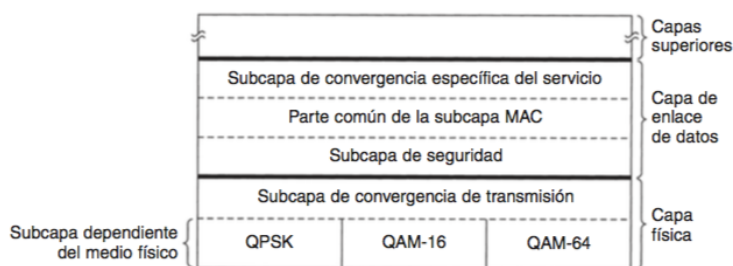 Capas
superiores
Subcapa de convergencia específica del servicio
Parte común de la subcapa MAC
Subcapa de seguridad
Capa de
enlace
de datos
Subcapa de convergencia de transmisión
Capa
física
Subcapa dependiente
del medio físico
QPSK
QAM-16
QAM-64